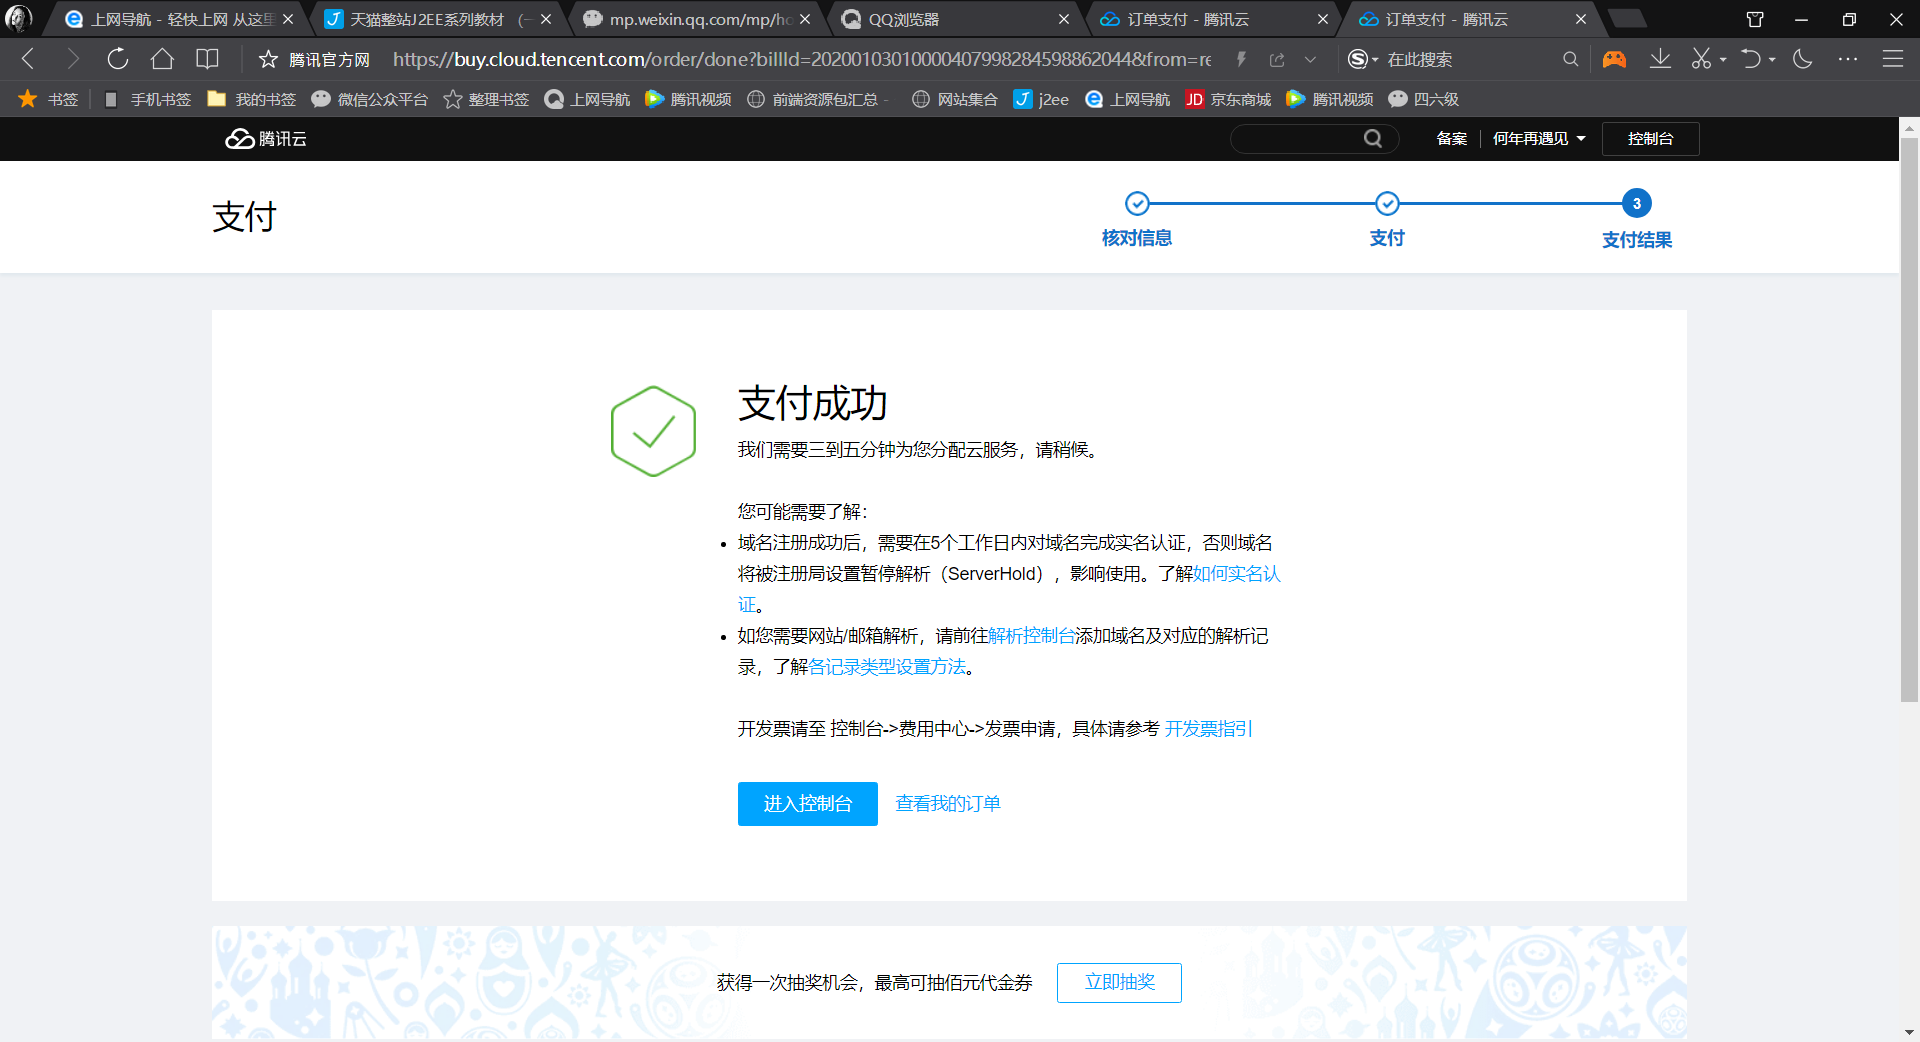 上网导航 - 轻快上网 从这里
天猫整站J2EE系列教材 （一
mp.weixin.qq.com/mp/ho
QQ浏览器
订单支付 - 腾讯云
订单支付 - 腾讯云
腾讯官方网
https://buy.cloud.tencent.com/order/done?billId=20200103010000407998284598862044&from=re
在此搜索
书签
手机书签
我的书签
微信公众平台
整理书签
上网导航
腾讯视频
前端资源包汇总 -
网站集合
j2ee
上网导航
JD 京东商城
腾讯视频
四六级
腾讯云
备案
何年再遇见
控制台
支付
核对信息
支付
3
支付结果
支付成功
我们需要三到五分钟为您分配云服务，请稍候。
您可能需要了解：
域名注册成功后，需要在5个工作日内对域名完成实名认证，否则域名
将被注册局设置暂停解析（ServerHold），影响使用。了解如何实名认
证。
如您需要网站/邮箱解析，请前往解析控制台添加域名及对应的解析记
录，了解各记录类型设置方法。
开发票请至 控制台->费用中心->发票申请，具体请参考 开发票指引
进入控制台
查看我的订单
获得一次抽奖机会，最高可抽佰元代金券
立即抽奖